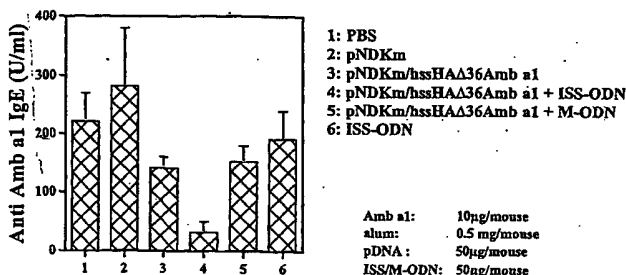 400
300
200
100
0
Anti Amb a1 IgE (U/ml)
1 2 3 4 5 6
1: PBS
2: pNDKm
3: pNDKm/hssHAΔ36Amb a1
4: pNDKm/hssHAΔ36Amb a1 + ISS-ODN
5: pNDKm/hssHAΔ36Amb a1 + M-ODN
6: ISS-ODN
Amb a1: 10µg/mouse
alum: 0.5 mg/mouse
pDNA : 50µg/mouse
ISS/M-ODN: 50µg/mouse